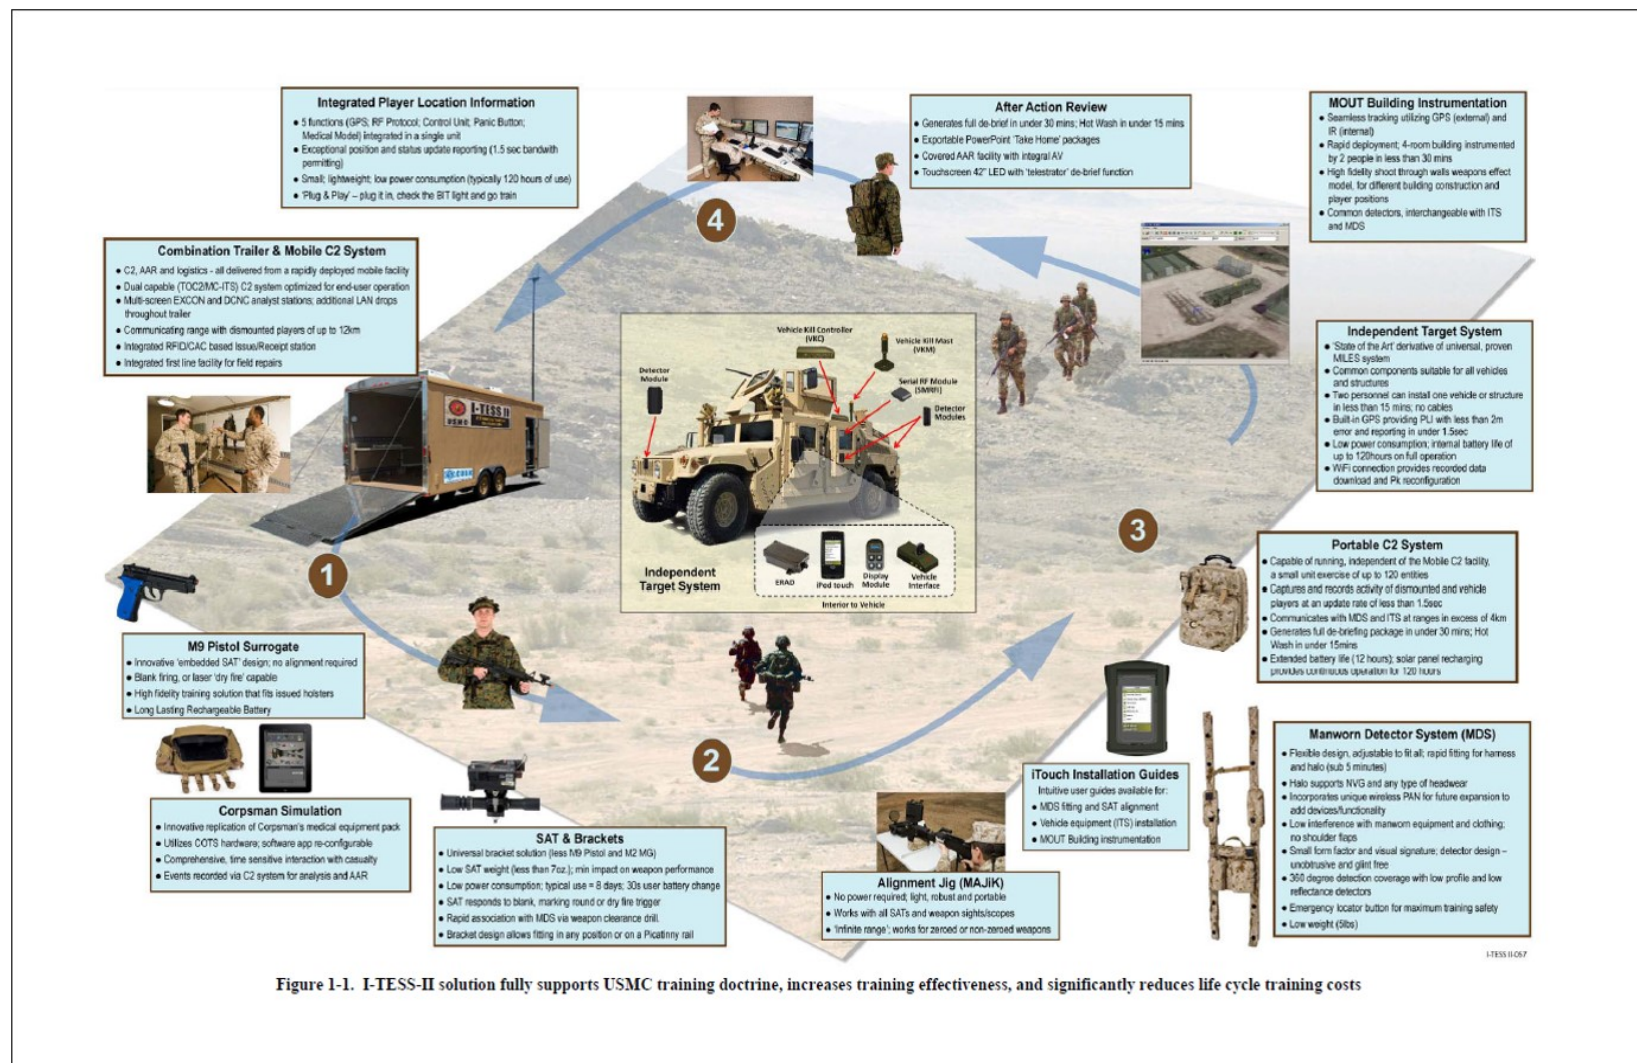 Integrated Player Location Information
● 5 functions (GPS; RF Protocol; Control Unit; Panic Button;
Medical Model) integrated in a single unit
● Exceptional position and status update reporting (1.5 sec bandwith
permitting)
● Small; lightweight; low power consumption (typically 120 hours of use)
● 'Plug & Play' – plug it in, check the BIT light and go train
After Action Review
● Generates full de-brief in under 30 mins; Hot Wash in under 15 mins
● Exportable PowerPoint 'Take Home' packages
● Covered AAR facility with integral AV
● Touchscreen 42" LED with 'telestrator' de-brief function
MOUT Building Instrumentation
● Seamless tracking utilizing GPS (external) and
IR (internal)
● Rapid deployment; 4-room building instrumented
by 2 people in less than 30 mins
● High fidelity shoot through walls weapons effect
model, for different building construction and
player positions
● Common detectors, interchangeable with ITS
and MDS
4
Combination Trailer & Mobile C2 System
● C2, AAR and logistics - all delivered from a rapidly deployed mobile facility
● Dual capable (TOC2/MC-ITS) C2 system optimized for end-user operation
● Multi-screen EXCON and DCNC analyst stations; additional LAN drops
throughout trailer
● Communicating range with dismounted players of up to 12km
● Integrated RFID/CAC based Issue/Receipt station
● Integrated first line facility for field repairs
I-TESS II
Vehicle Kill Controller
(VKC)
Vehicle Kill Mast
(VKM)
Detector
Module
Serial RF Module
(SMRFI)
Detector
Modules
Independent
Target System
ERAD
iPod touch
Display
Module
Vehicle
Interface
Interior to Vehicle
Independent Target System
● 'State of the Art' derivative of universal, proven
MILES system
● Common components suitable for all vehicles
and structures
● Two personnel can install one vehicle or structure
in less than 15 mins; no cables
● Built-in GPS providing PLI with less than 2m
error and reporting in under 1.5sec
● Low power consumption; internal battery life of
up to 120hours on full operation
● WiFi connection provides recorded data
download and Pk reconfiguration
3
1
Portable C2 System
● Capable of running, independent of the Mobile C2 facility,
a small unit exercise of up to 120 entities
● Captures and records activity of dismounted and vehicle
players at an update rate of less than 1.5sec
● Communicates with MDS and ITS at ranges in excess of 4km
● Generates full de-briefing package in under 30 mins; Hot
Wash in under 15mins
● Extended battery life (12 hours); solar panel recharging
provides continuous operation for 120 hours
M9 Pistol Surrogate
● Innovative 'embedded SAT' design; no alignment required
● Blank firing, or laser 'dry fire' capable
● High fidelity training solution that fits issued holsters
● Long Lasting Rechargeable Battery
2
Corpsman Simulation
● Innovative replication of Corpsman's medical equipment pack
● Utilizes COTS hardware; software app re-configurable
● Comprehensive, time sensitive interaction with casualty
● Events recorded via C2 system for analysis and AAR
SAT & Brackets
● Universal bracket solution (less M9 Pistol and M2 MG)
● Low SAT weight (less than 7oz.); min impact on weapon performance
● Low power consumption; typical use = 8 days; 30s user battery change
● SAT responds to blank, marking round or dry fire trigger
● Rapid association with MDS via weapon clearance drill.
● Bracket design allows fitting in any position or on a Picatinny rail
Alignment Jig (MAJiK)
● No power required; light, robust and portable
● Works with all SATs and weapon sights/scopes
● 'Infinite range'; works for zeroed or non-zeroed weapons
iTouch Installation Guides
Intuitive user guides available for:
● MDS fitting and SAT alignment
● Vehicle equipment (ITS) installation
● MOUT Building instrumentation
Manworn Detector System (MDS)
● Flexible design, adjustable to fit all; rapid fitting for harness
and halo (sub 5 minutes)
● Halo supports NVG and any type of headwear
● Incorporates unique wireless PAN for future expansion to
add devices/functionality
● Low interference with manworn equipment and clothing;
no shoulder flaps
● Small form factor and visual signature; detector design –
unobtrusive and glint free
● 360 degree detection coverage with low profile and low
reflectance detectors
● Emergency locator button for maximum training safety
● Low weight (5lbs)
I-TESS II-057
Figure 1-1. I-TESS-II solution fully supports USMC training doctrine, increases training effectiveness, and significantly reduces life cycle training costs